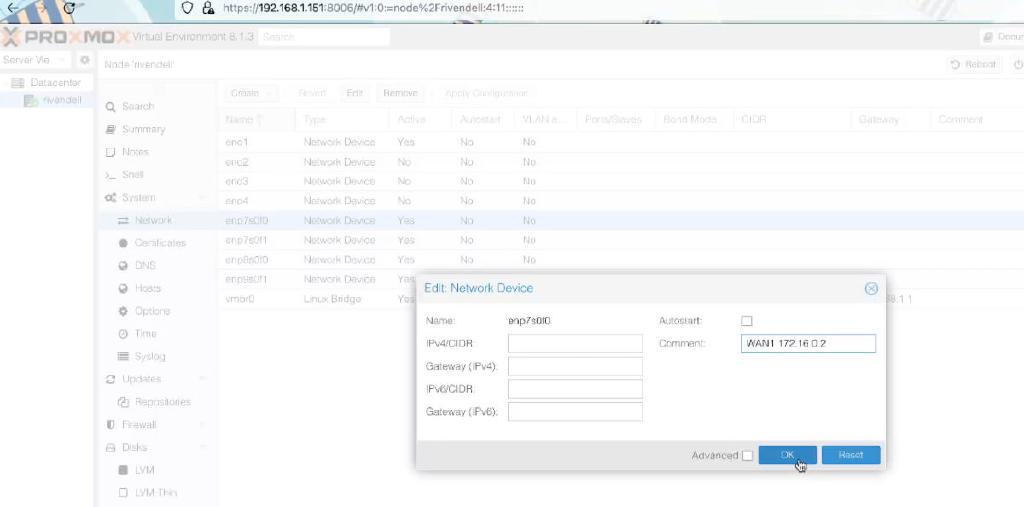 https://192.168.1.151:8006/#v1:0:=node%2Frivendell:4:11::::::
PROXMOX Virtual Environment 8.1.3 Search
Server Vie
Node 'rivendell'
Reboot
Datacenter
rivendell
Search
Summary
Notes
Shell
System
Network
Certificates
DNS
Hosts
Options
Time
Syslog
Updates
Repositories
Firewall
Disks
LVM
LVM-Thin
Create Revert Edit Remove Apply Configuration
Name Type Active Autostart VLAN a... Ports/Slaves Bond Mode CIDR Gateway Comment
eno1 Network Device Yes No No
eno2 Network Device No No No
eno3 Network Device No No No
eno4 Network Device No No No
enp7s0f0 Network Device Yes No No
enp7s0f1 Network Device Yes No No
enp8s0f0 Network Device Yes No No
enp9s0f1 Network Device Yes
vmbr0 Linux Bridge Yes 8.1.1
Edit: Network Device
Name: enp7s0f0 Autostart:
IPv4/CIDR: Comment: WAN1 172.16.0.2
Gateway (IPv4):
IPv6/CIDR:
Gateway (IPv6):
Advanced OK Reset